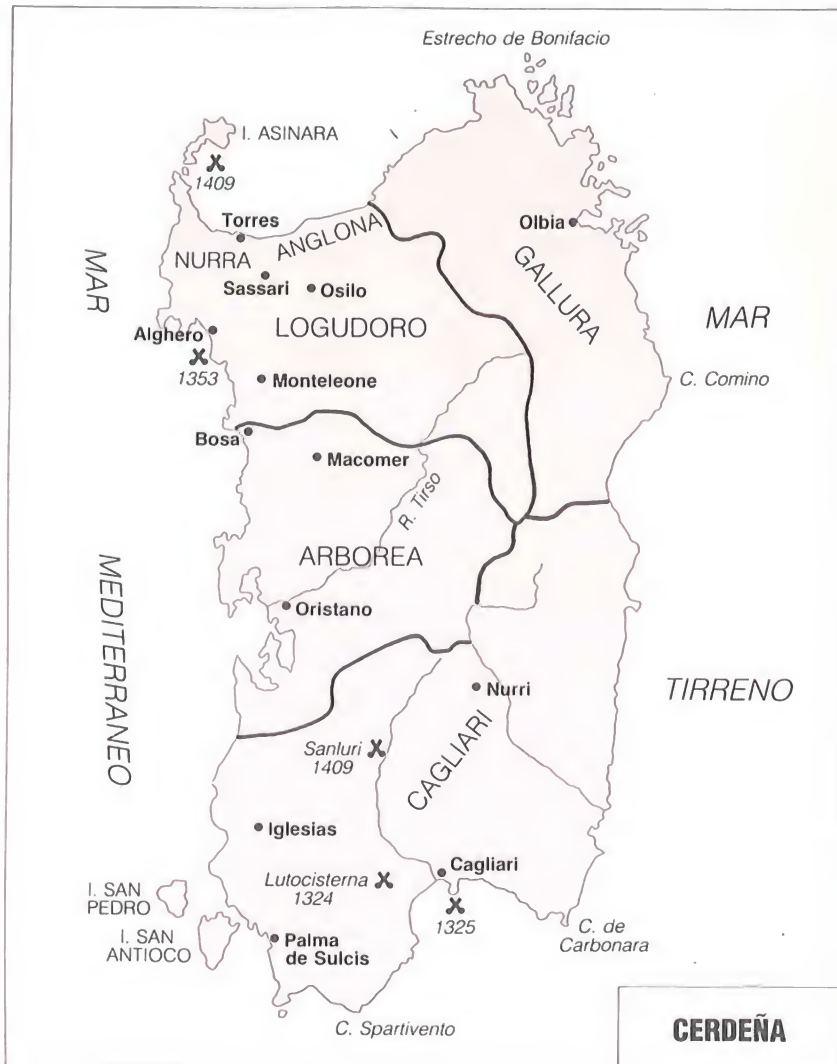 Estrecho de Bonifacio
I. ASINARA
1409
Torres
ANGLONA
Olbia
NURRA
Sassari
Osilo
GALLURA
MAR
LOGUDORO
MAR
Alghero
1353
Monteleone
C. Comino
Bosa
Macomer
R. Tirso
ARBOREA
MEDITERRANEO
Oristano
Nurri
TIRRENO
Sanluri
1409
CAGLIARI
Iglesias
Cagliari
Lutocisterna
1324
I. SAN
PEDRO
1325
I. SAN
ANTIOCO
C. de
Carbonara
Palma
de Sulcis
C. Spartivento
CERDEÑA